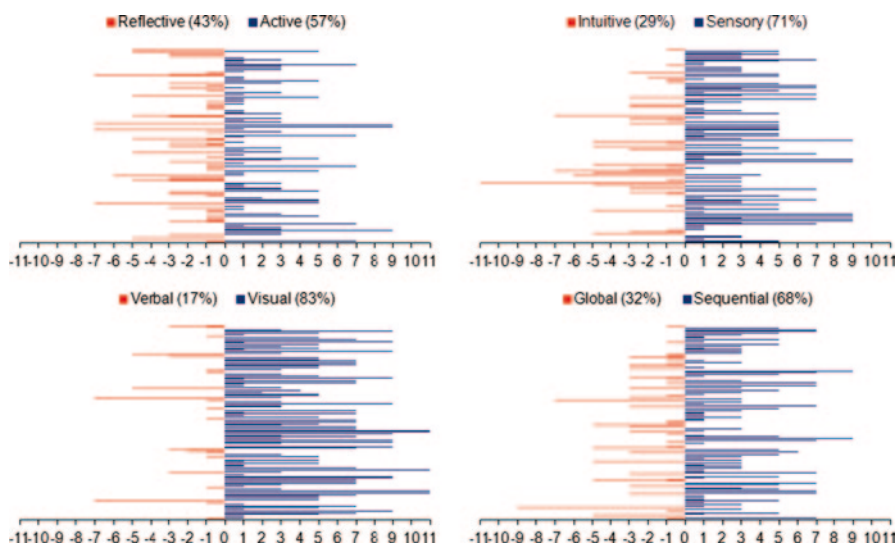 Reflective (43%) Active (57%)
-11-10-9 -8 -7 -6 -5 -4 -3 -2 -1 0 1 2 3 4 5 6 7 8 9 1011
Intuitive (29%) Sensory (71%)
-11-10-9 -8 -7 -6 -5 -4 -3 -2 -1 0 1 2 3 4 5 6 7 8 9 1011
Verbal (17%) Visual (83%)
-11-10-9 -8 -7 -6 -5 -4 -3 -2 -1 0 1 2 3 4 5 6 7 8 9 1011
Global (32%) Sequential (68%)
-11-10-9 -8 -7 -6 -5 -4 -3 -2 -1 0 1 2 3 4 5 6 7 8 9 1011